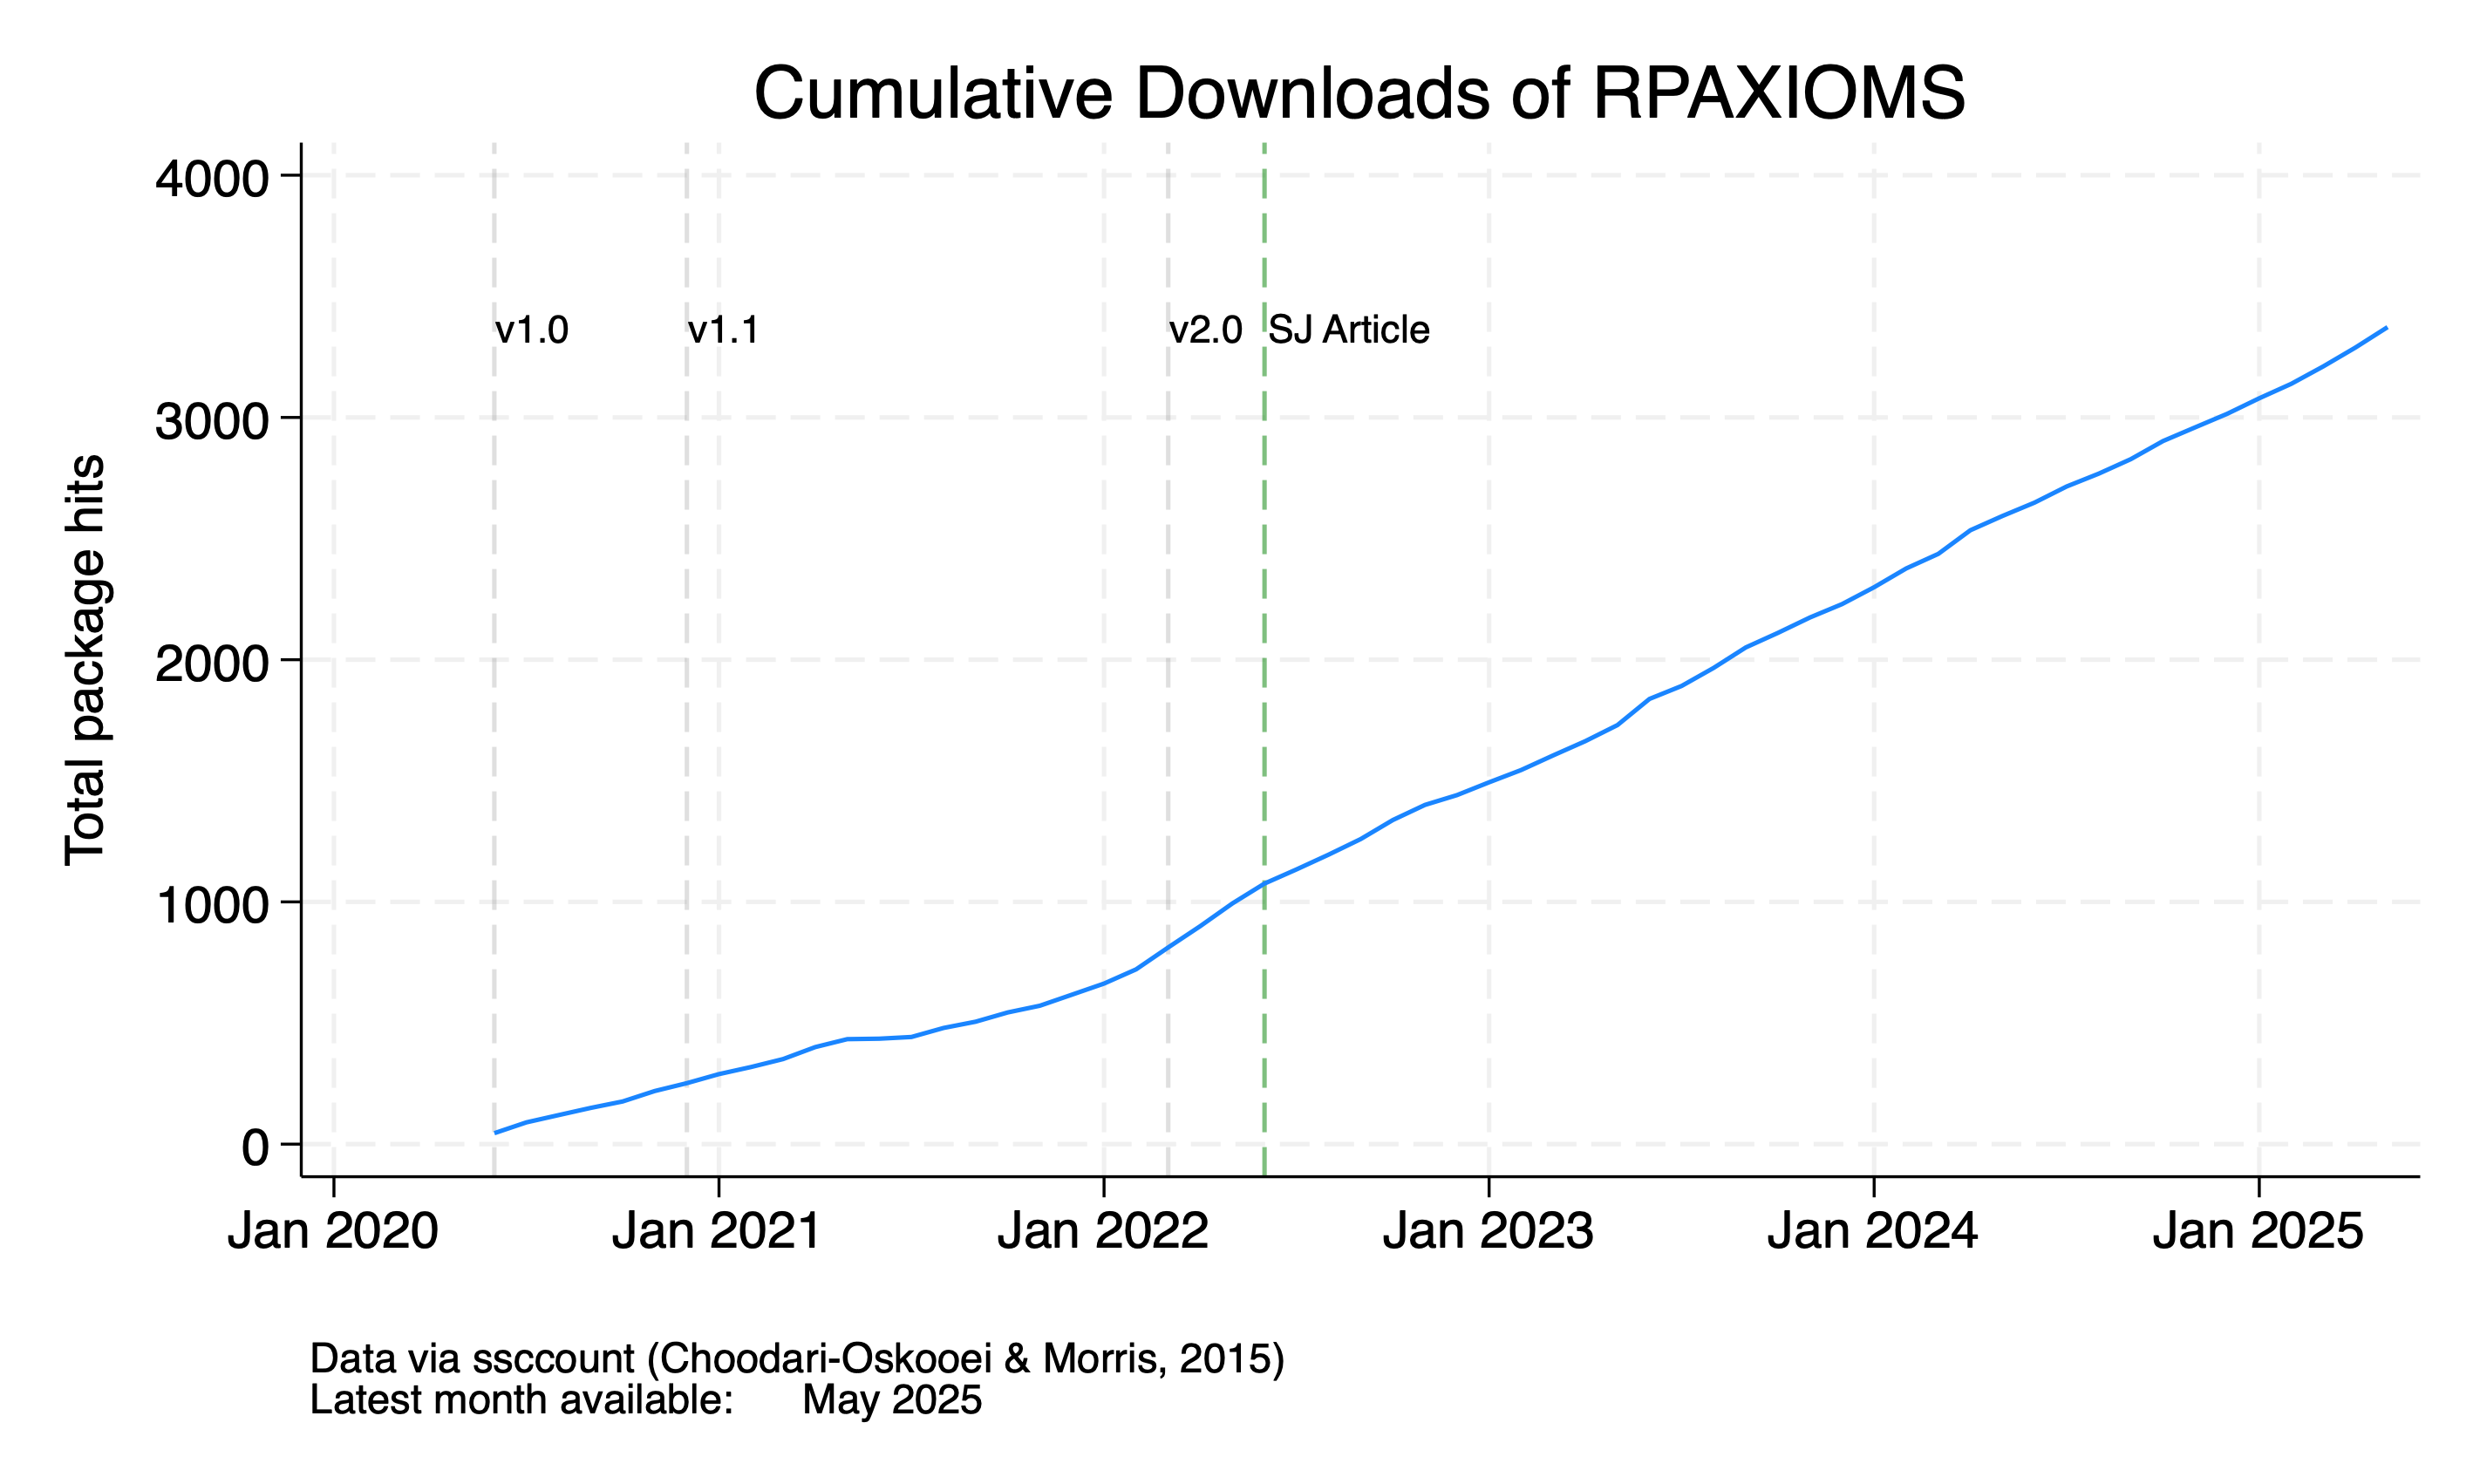 Cumulative Downloads of RPAXIOMS
Total package hits
4000
3000
2000
1000
0
v1.0
v1.1
v2.0
SJ Article
Jan 2020
Jan 2021
Jan 2022
Jan 2023
Jan 2024
Jan 2025
Data via ssccount (Choodari-Oskooei & Morris, 2015)
Latest month available: May 2025